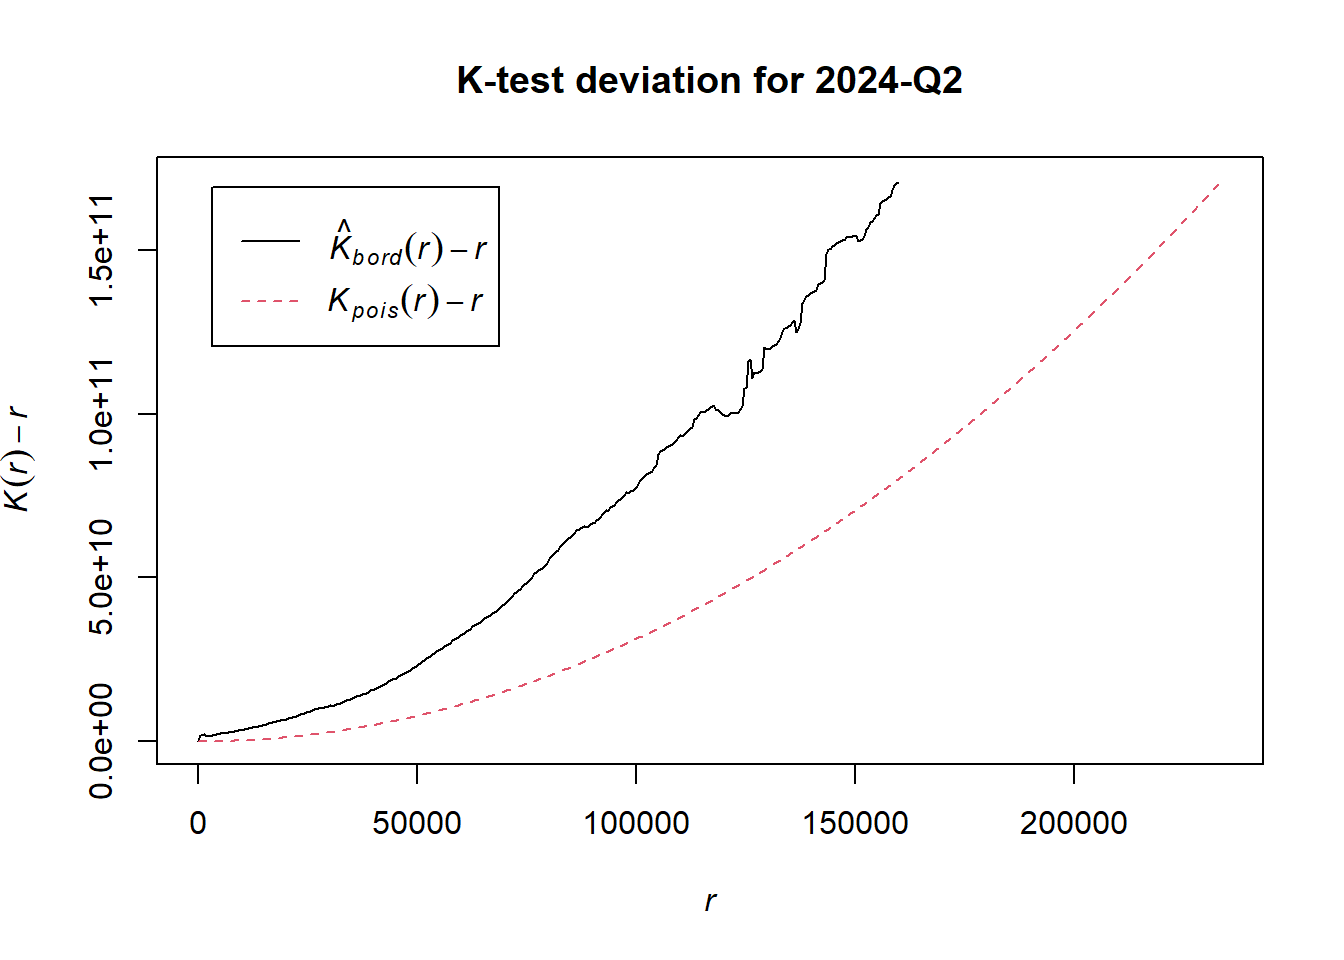 K-test deviation for 2024-Q2
K̂bord(r) − r
Kpois(r) − r
K(r) − r
0.0e+00
5.0e+10
1.0e+11
1.5e+11
0
50000
100000
150000
200000
r